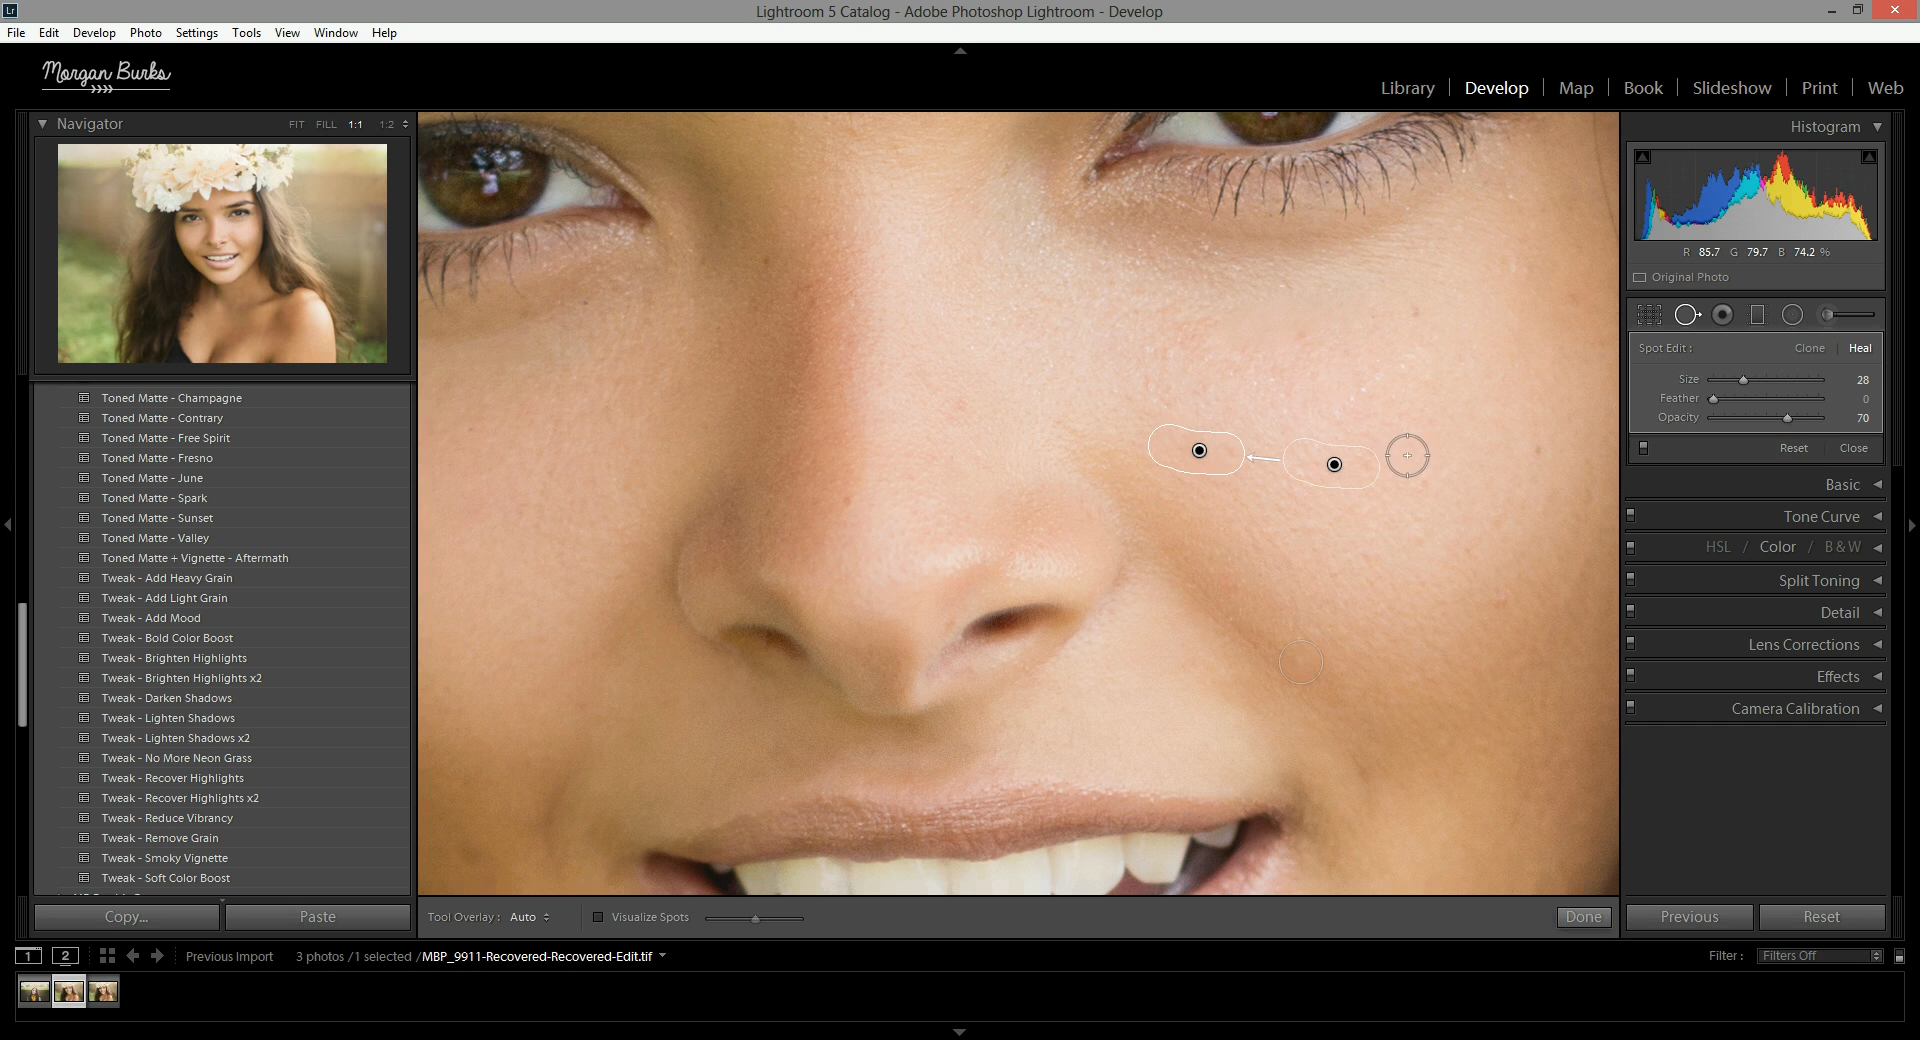 Lr
Lightroom 5 Catalog - Adobe Photoshop Lightroom - Develop
File Edit Develop Photo Settings Tools View Window Help
Morgan Burks
Library Develop Map Book Slideshow Print Web
Navigator FIT FILL 1:1 1:2
Toned Matte - Champagne
Toned Matte - Contrary
Toned Matte - Free Spirit
Toned Matte - Fresno
Toned Matte - June
Toned Matte - Spark
Toned Matte - Sunset
Toned Matte - Valley
Toned Matte + Vignette - Aftermath
Tweak - Add Heavy Grain
Tweak - Add Light Grain
Tweak - Add Mood
Tweak - Bold Color Boost
Tweak - Brighten Highlights
Tweak - Brighten Highlights x2
Tweak - Darken Shadows
Tweak - Lighten Shadows
Tweak - Lighten Shadows x2
Tweak - No More Neon Grass
Tweak - Recover Highlights
Tweak - Recover Highlights x2
Tweak - Reduce Vibrancy
Tweak - Remove Grain
Tweak - Smoky Vignette
Tweak - Soft Color Boost
Copy... Paste
Tool Overlay : Auto Visualize Spots Done
Histogram
R 85.7 G 79.7 B 74.2 %
Original Photo
Spot Edit : Clone Heal
Size 28
Feather 0
Opacity 70
Reset Close
Basic
Tone Curve
HSL / Color / B & W
Split Toning
Detail
Lens Corrections
Effects
Camera Calibration
Previous Reset
1 2 Previous Import 3 photos / 1 selected / MBP_9911-Recovered-Recovered-Edit.tif Filter : Filters Off